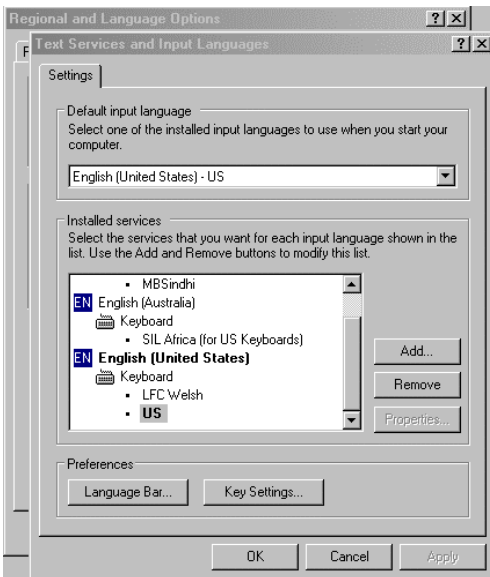 Regional and Language Options
Text Services and Input Languages
Settings
Default input language
Select one of the installed input languages to use when you start your
computer.
English (United States) - US
Installed services
Select the services that you want for each input language shown in the
list. Use the Add and Remove buttons to modify this list.
• MBSindhi
EN English (Australia)
Keyboard
• SIL Africa (for US Keyboards)
EN English (United States)
Keyboard
• LFC Welsh
• US
Add...
Remove
Properties...
Preferences
Language Bar...
Key Settings...
OK
Cancel
Apply